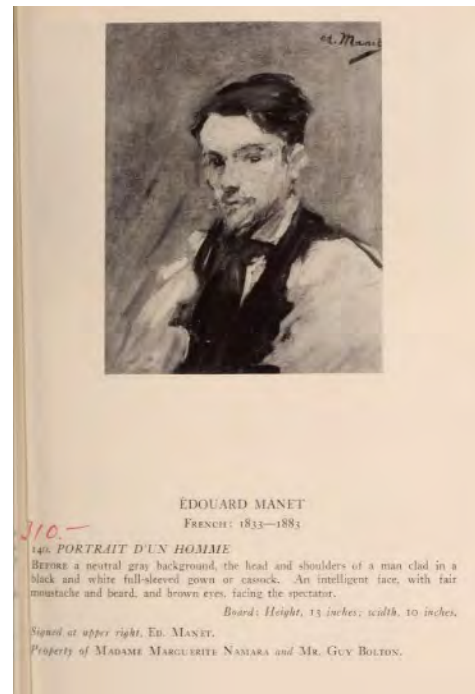 Ed. Manet
ÉDOUARD MANET
FRENCH: 1833—1883
310.—
140. PORTRAIT D'UN HOMME
BEFORE a neutral gray background, the head and shoulders of a man clad in a
black and white full-sleeved gown or cassock. An intelligent face, with fair
moustache and beard, and brown eyes, facing the spectator.
Board: Height, 13 inches; width, 10 inches.
Signed at upper right, ED. MANET.
Property of MADAME MARGUERITE NAMARA and MR. GUY BOLTON.